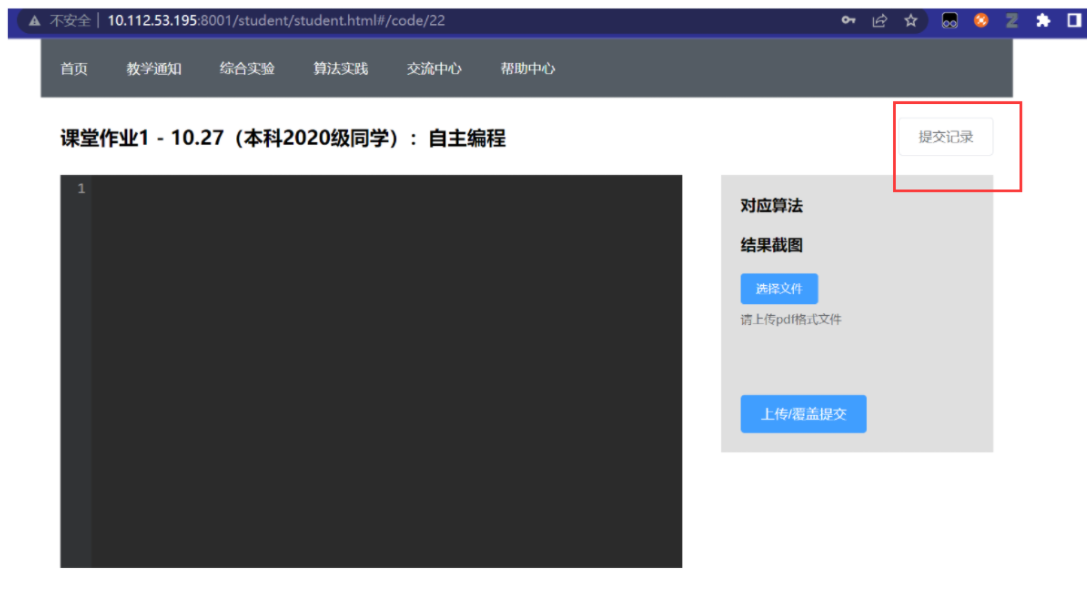 不安全 10.112.53.195:8001/student/student.html#/code/22
首页 教学通知 综合实验 算法实践 交流中心 帮助中心
课堂作业1 - 10.27（本科2020级同学）：自主编程
提交记录
1
对应算法
结果截图
选择文件
请上传pdf格式文件
上传/覆盖提交